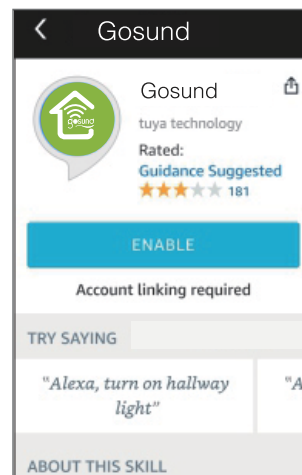 Gosund
gosund
Gosund
tuya technology
Rated:
Guidance Suggested
181
ENABLE
Account linking required
TRY SAYING
"Alexa, turn on hallway
light"
"A
ABOUT THIS SKILL